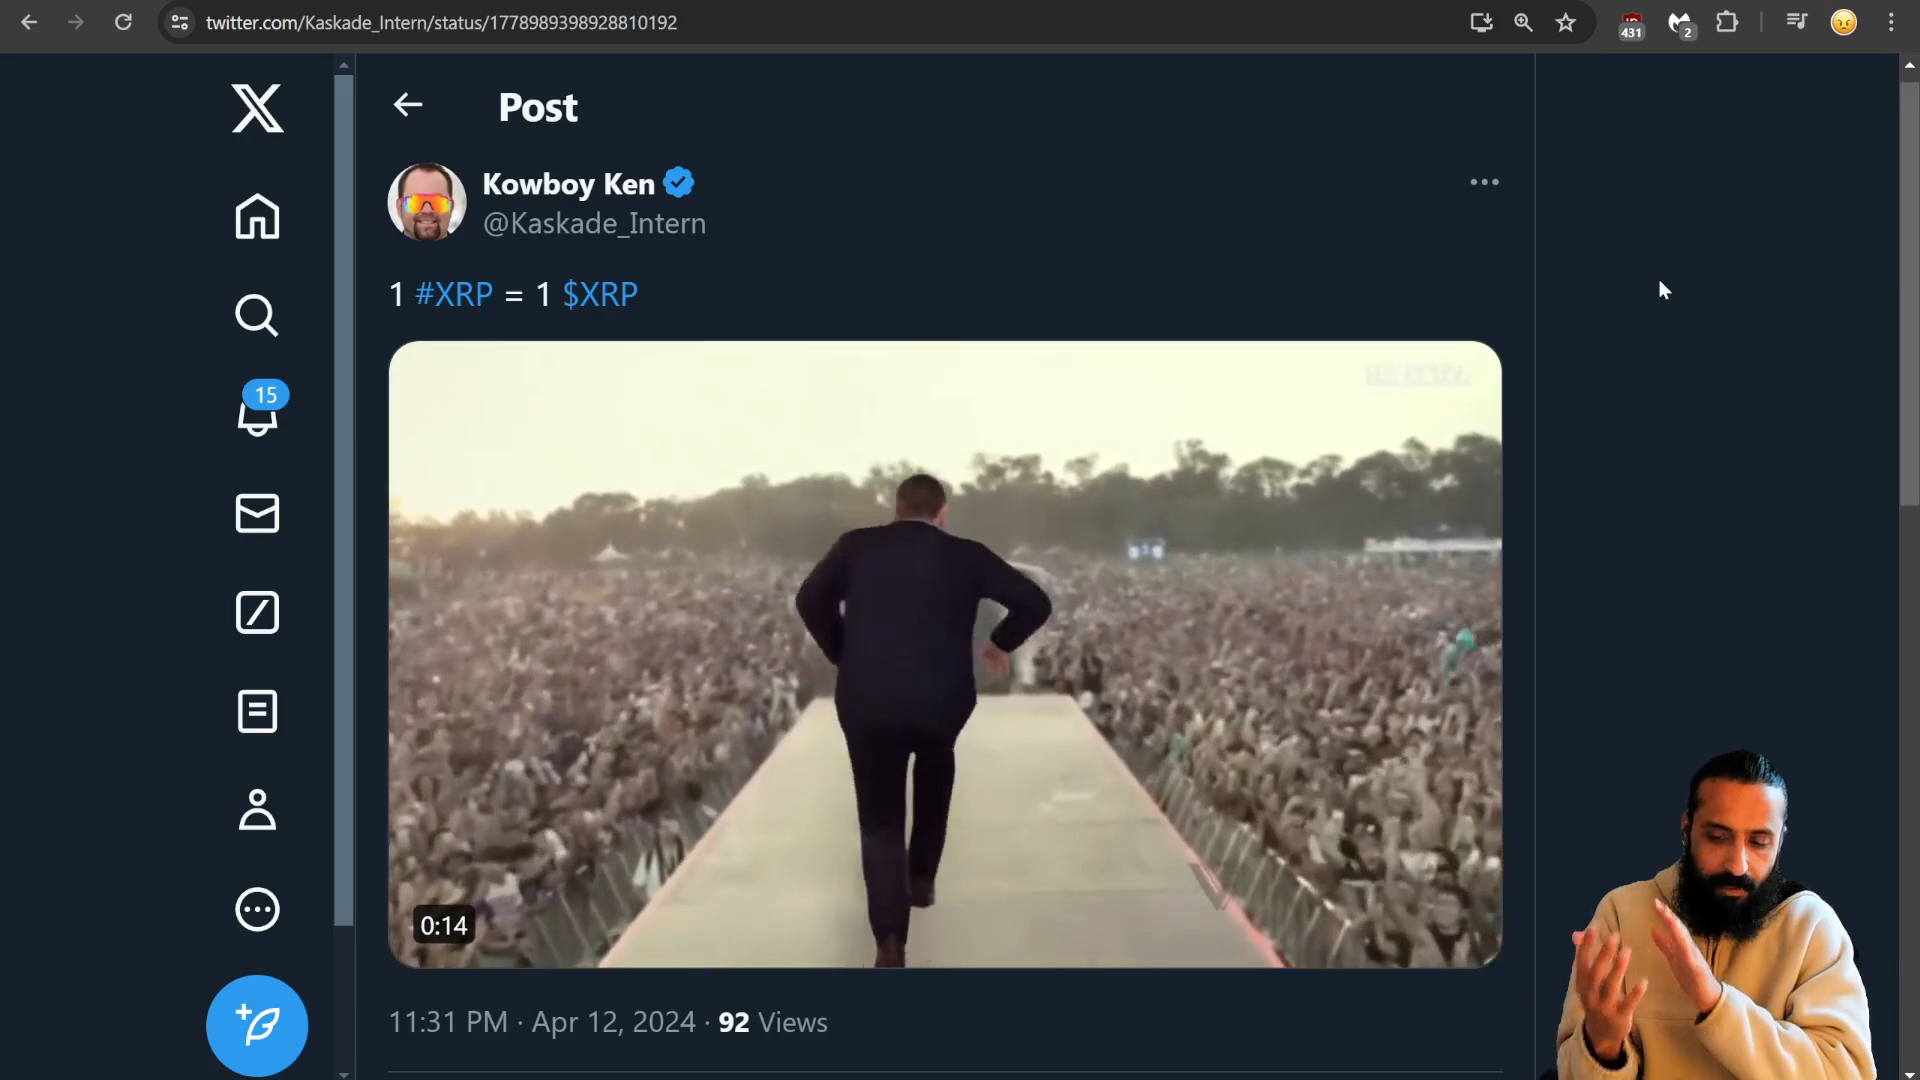 twitter.com/Kaskade_Intern/status/1778989398928810192
431
2
Post
Kowboy Ken
@Kaskade_Intern
1 #XRP = 1 $XRP
15
0:14
11:31 PM · Apr 12, 2024 · 92 Views